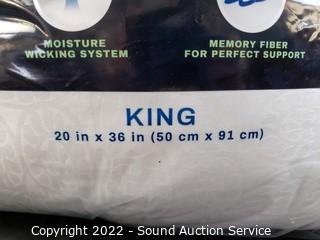 MOISTURE
WICKING SYSTEM
MEMORY FIBER
FOR PERFECT SUPPORT
KING
20 in x 36 in (50 cm x 91 cm)
Copyright 2022 - Sound Auction Service